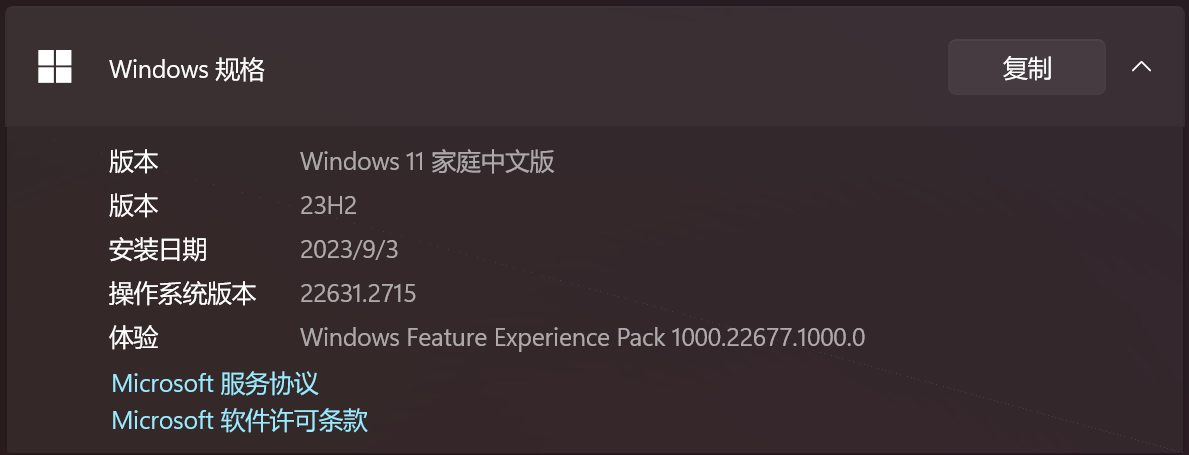 Windows 规格 复制
版本 Windows 11 家庭中文版
版本 23H2
安装日期 2023/9/3
操作系统版本 22631.2715
体验 Windows Feature Experience Pack 1000.22677.1000.0
Microsoft 服务协议
Microsoft 软件许可条款